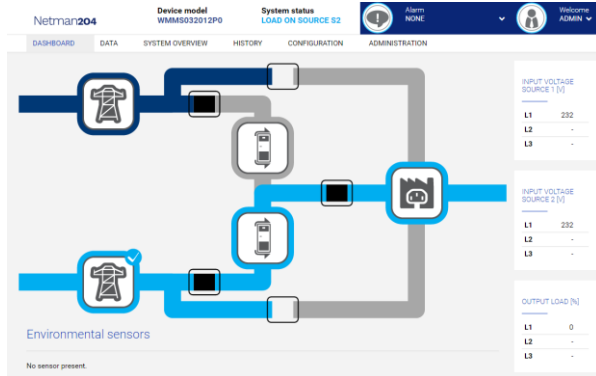 Netman204
Device model
WMMS032012P0
System status
LOAD ON SOURCE S2
Alarm
NONE
Welcome
ADMIN
DASHBOARD DATA SYSTEM OVERVIEW HISTORY CONFIGURATION ADMINISTRATION
INPUT VOLTAGE
SOURCE 1 [V]
L1 232
L2 -
L3 -
INPUT VOLTAGE
SOURCE 2 [V]
L1 232
L2 -
L3 -
OUTPUT LOAD [%]
L1 0
L2 -
L3 -
Environmental sensors
No sensor present.